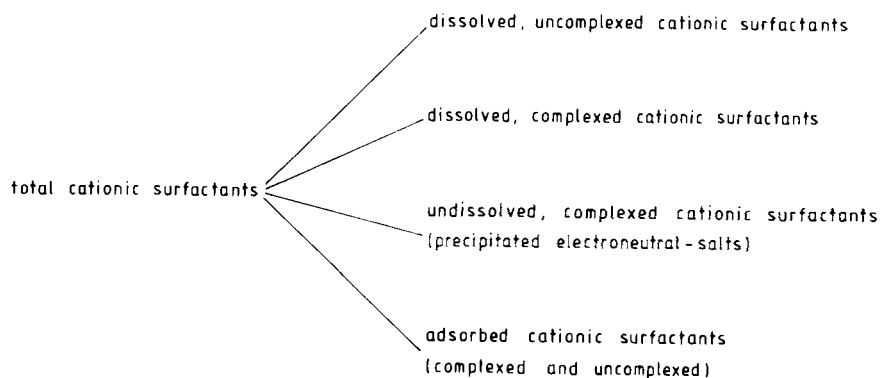 dissolved, uncomplexed cationic surfactants
dissolved, complexed cationic surfactants
total cationic surfactants
undissolved, complexed cationic surfactants
(precipitated electroneutral-salts)
adsorbed cationic surfactants
(complexed and uncomplexed)